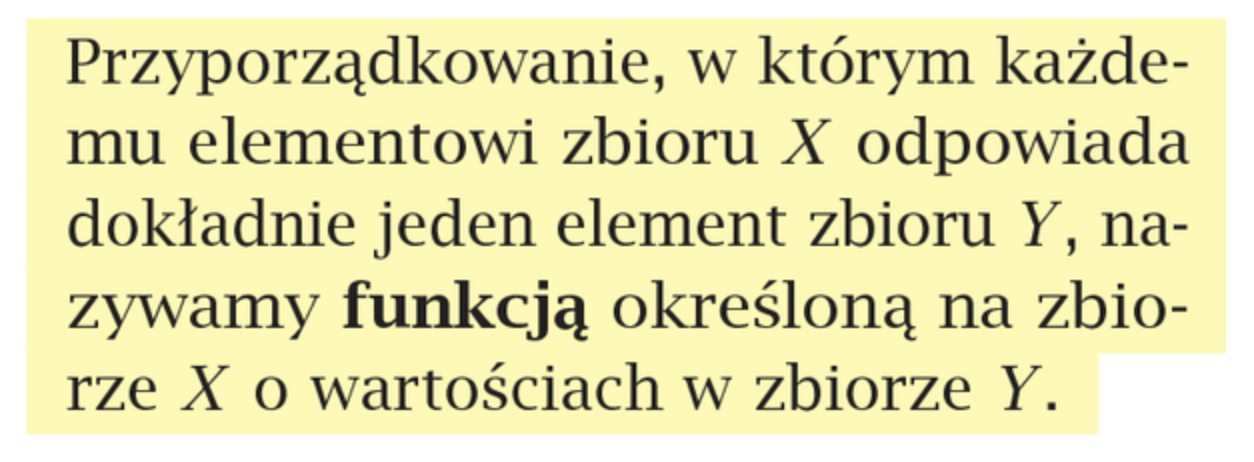 Przyporządkowanie, w którym każde-
mu elementowi zbioru X odpowiada
dokładnie jeden element zbioru Y, na-
zywamy funkcją określoną na zbio-
rze X o wartościach w zbiorze Y.